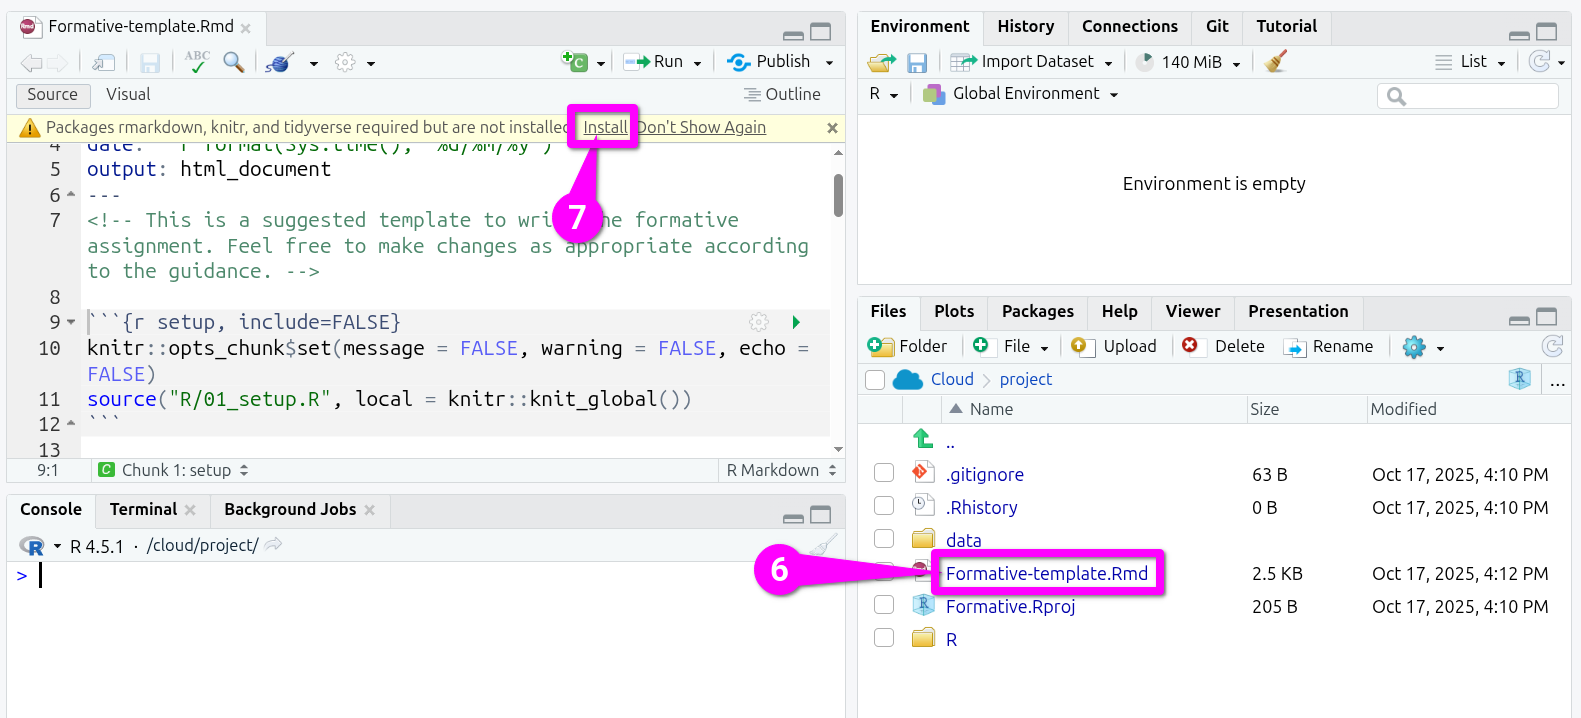 Formative-template.Rmd
ABC
Run
Publish
Source
Visual
Outline
Packages rmarkdown, knitr, and tidyverse required but are not installed
Install
Don't Show Again
4 date: "`r format(Sys.time(), '%d/%M/%y')`"
5 output: html_document
6 ---
7 <!-- This is a suggested template to write the formative
assignment. Feel free to make changes as appropriate according
to the guidance. -->
8
9 ```{r setup, include=FALSE}
10 knitr::opts_chunk$set(message = FALSE, warning = FALSE, echo =
FALSE)
11 source("R/01_setup.R", local = knitr::knit_global())
12 ```
13
9:1
C Chunk 1: setup
R Markdown
7
Console
Terminal
Background Jobs
R R 4.5.1 · /cloud/project/
>
Environment
History
Connections
Git
Tutorial
Import Dataset
140 MiB
List
R
Global Environment
Environment is empty
Files
Plots
Packages
Help
Viewer
Presentation
Folder
File
Upload
Delete
Rename
Cloud
project
R
...
Name
Size
Modified
..
.gitignore 63 B Oct 17, 2025, 4:10 PM
.Rhistory 0 B Oct 17, 2025, 4:10 PM
data
6
Formative-template.Rmd 2.5 KB Oct 17, 2025, 4:12 PM
Formative.Rproj 205 B Oct 17, 2025, 4:10 PM
R